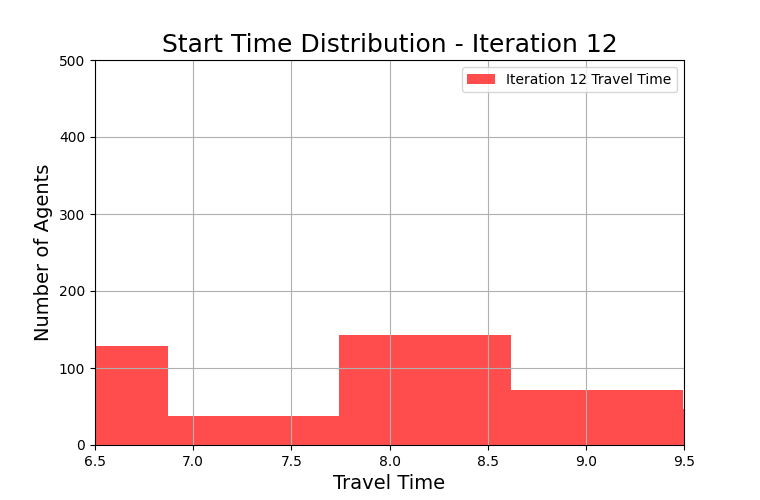 Start Time Distribution - Iteration 12
Iteration 12 Travel Time
Number of Agents
500
400
300
200
100
0
6.5 7.0 7.5 8.0 8.5 9.0 9.5
Travel Time